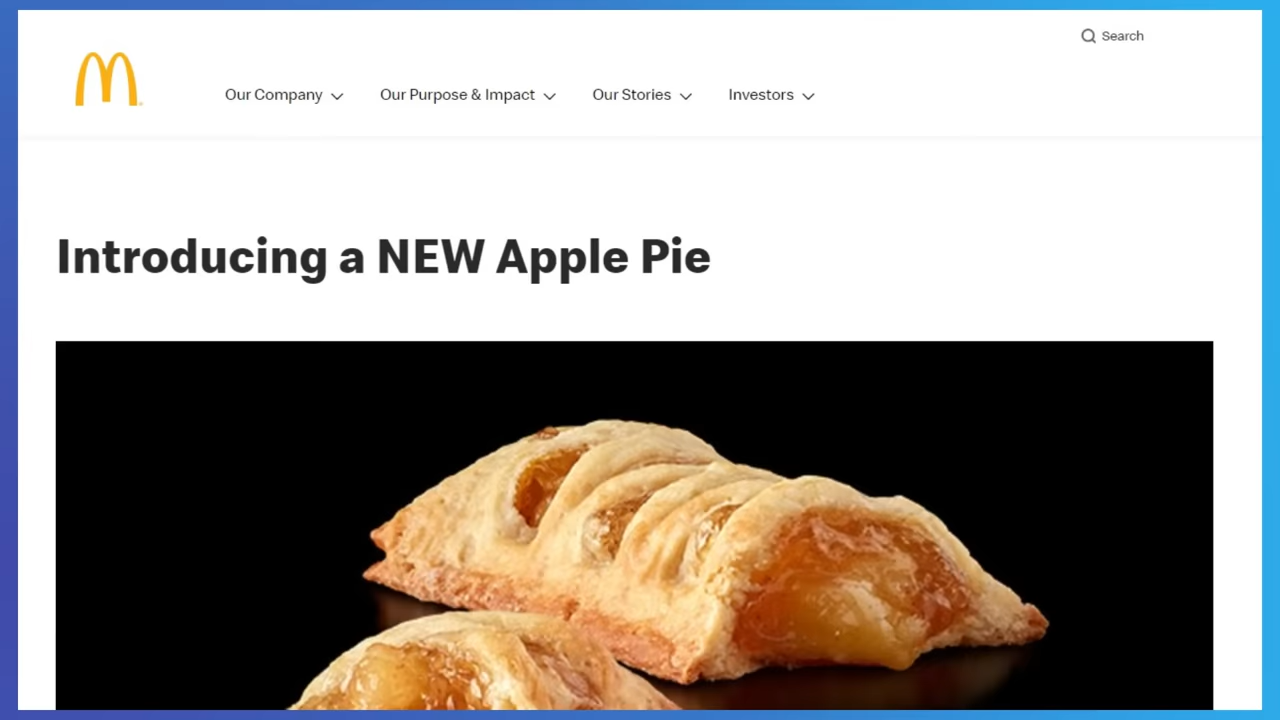 Search
Our Company
Our Purpose & Impact
Our Stories
Investors
Introducing a NEW Apple Pie